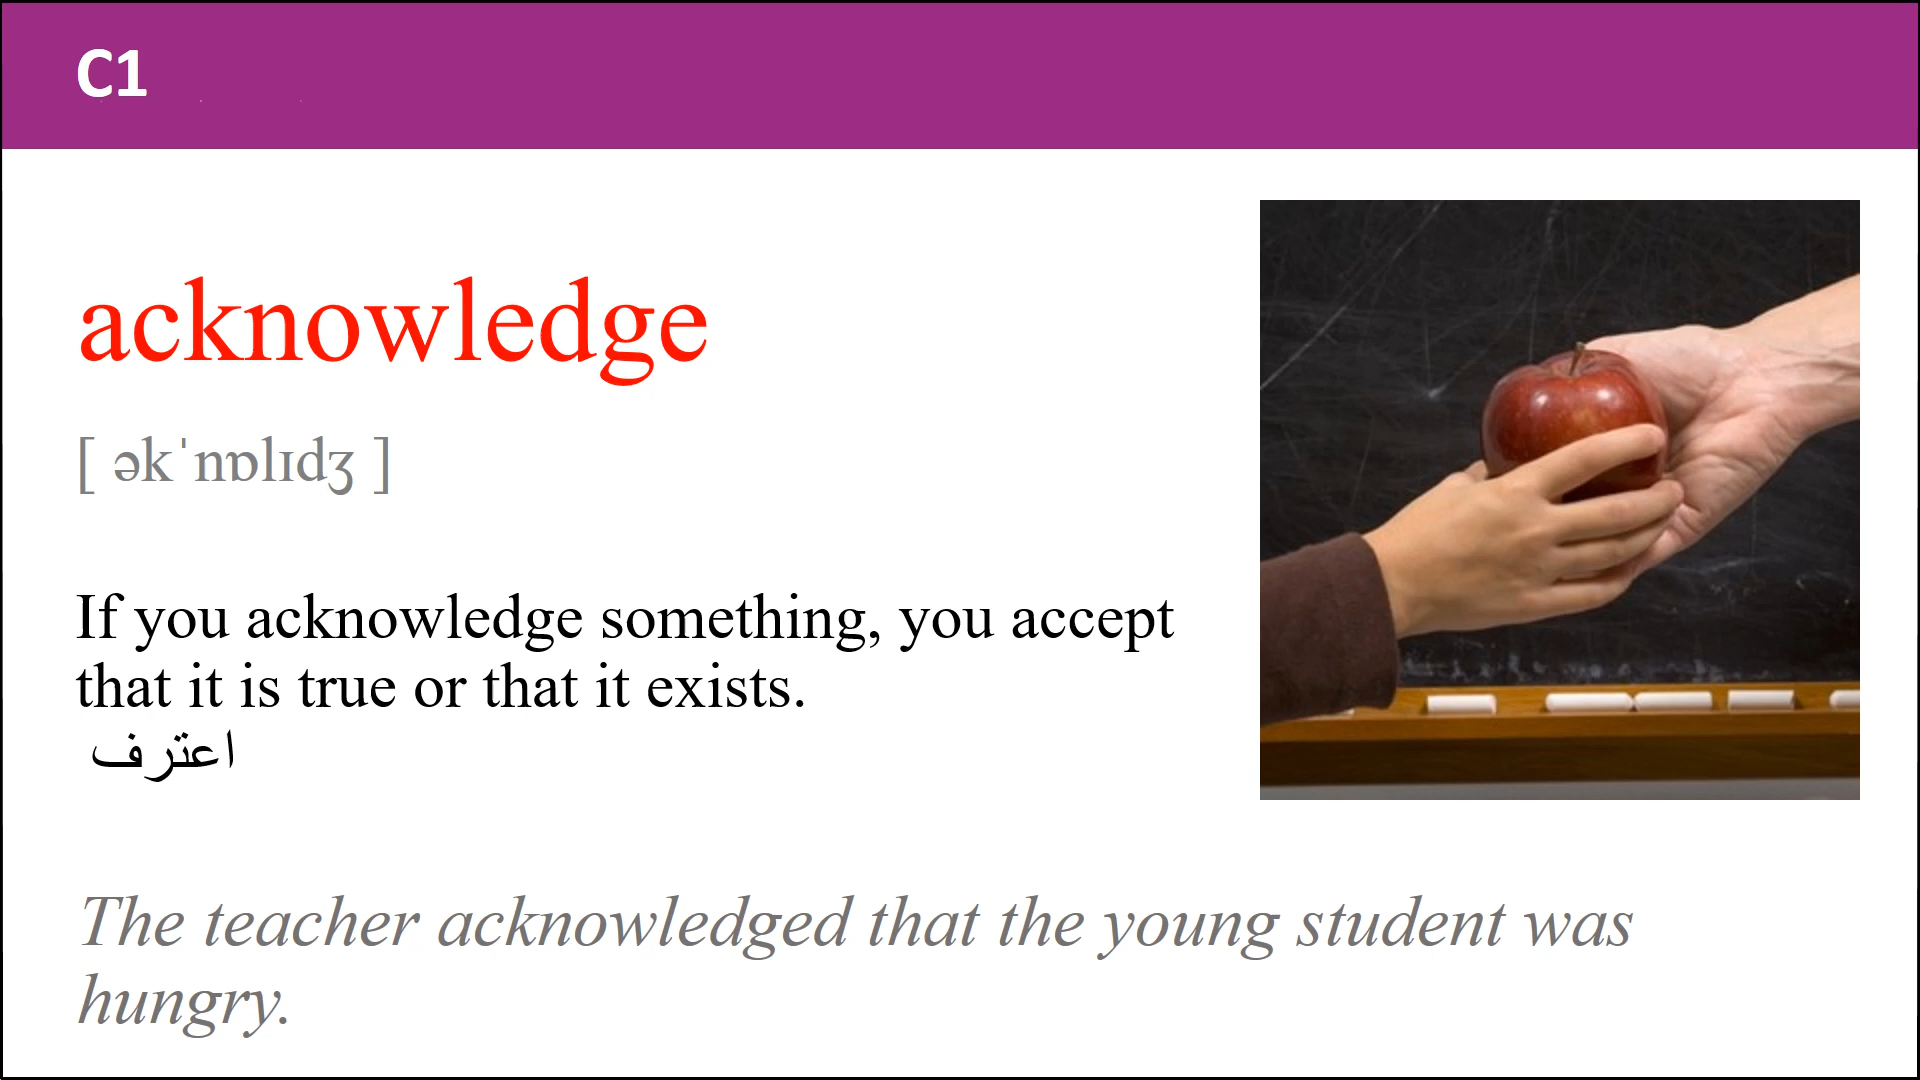 C1
acknowledge
[ əkˈnɒlɪdʒ ]
If you acknowledge something, you accept
that it is true or that it exists.
اعترف
The teacher acknowledged that the young student was
hungry.